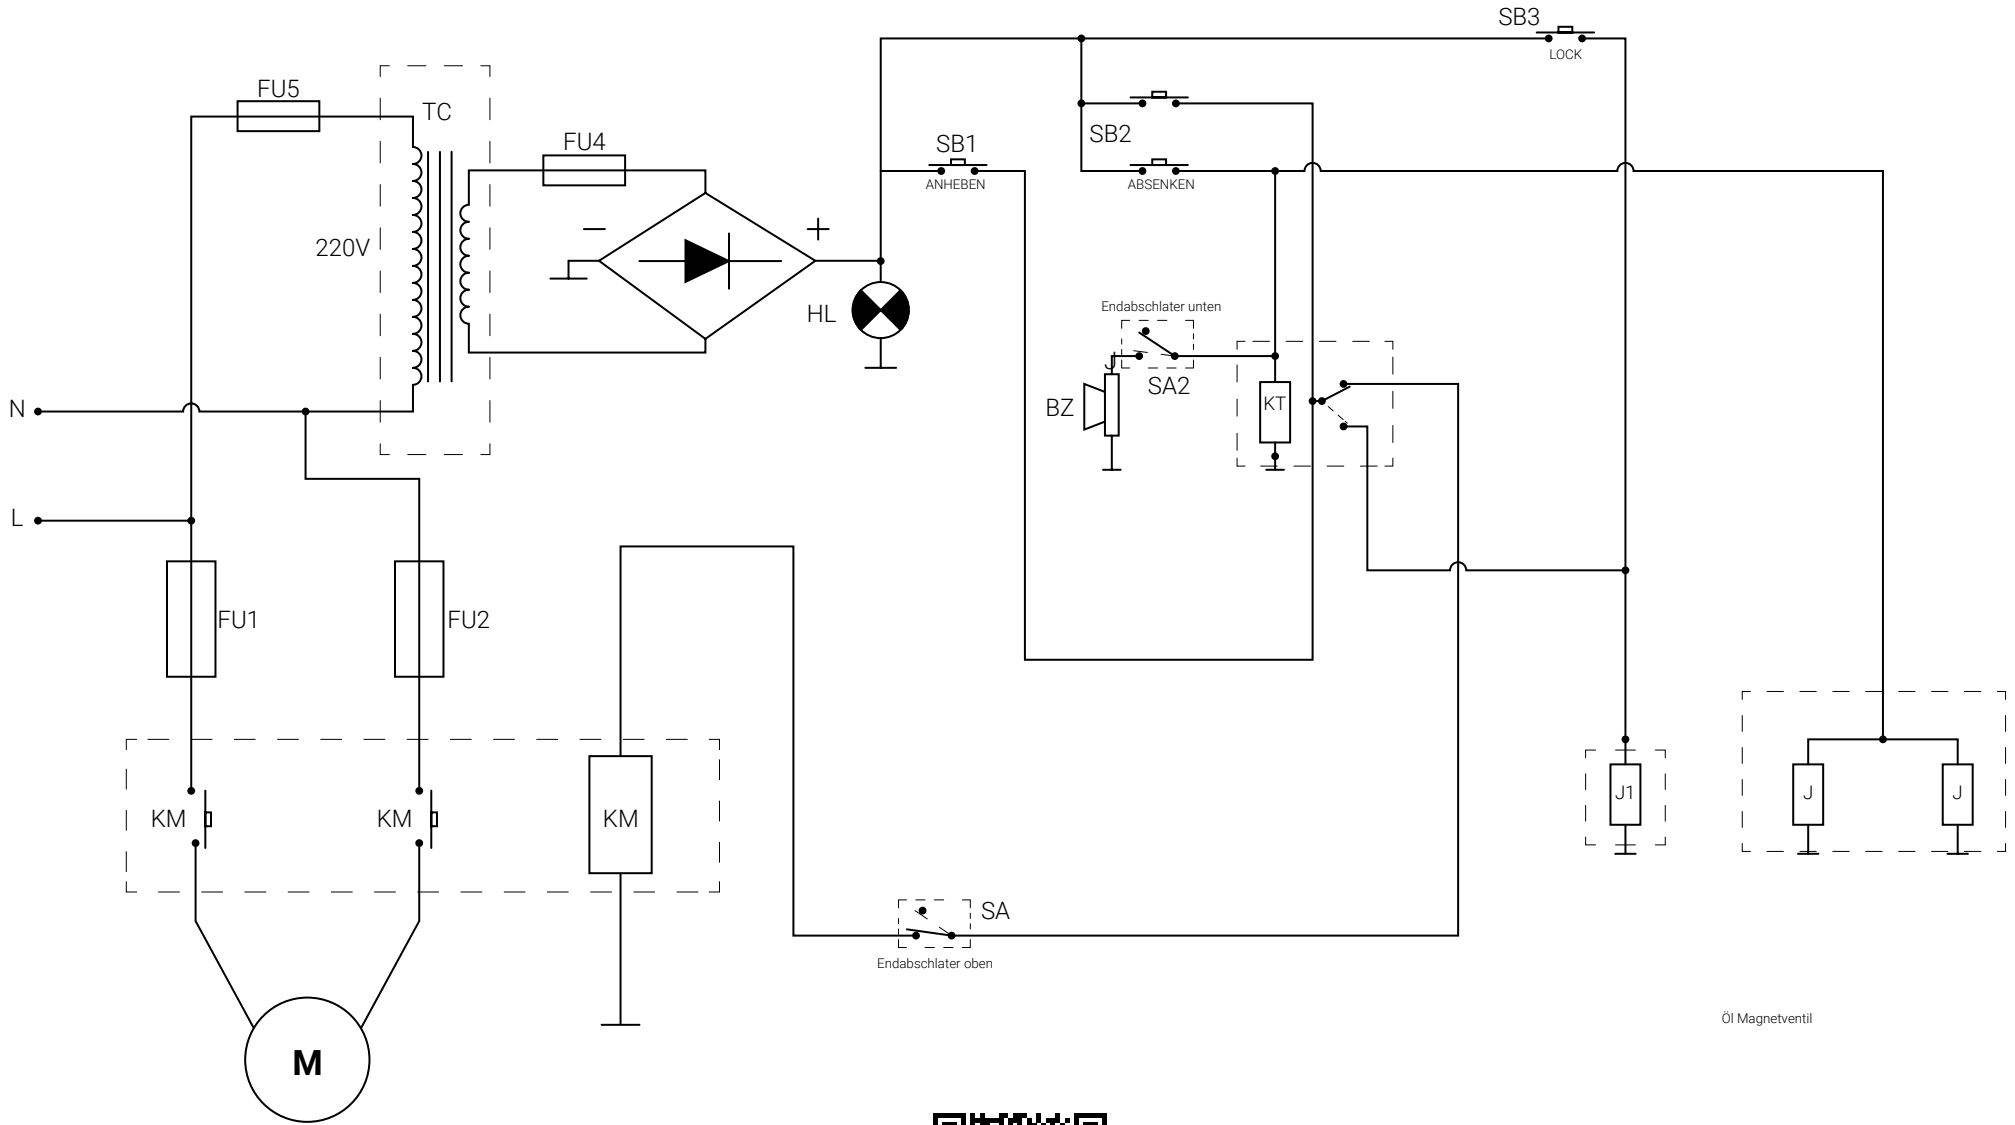 SB3
LOCK
FU5
TC
FU4
SB2
SB1
ANHEBEN
ABSENKEN
−
+
220V
HL
Endabschlater unten
SA2
BZ
KT
N
L
FU1
FU2
KM
KM
KM
J1
J
J
SA
Endabschlater oben
Öl Magnetventil
M